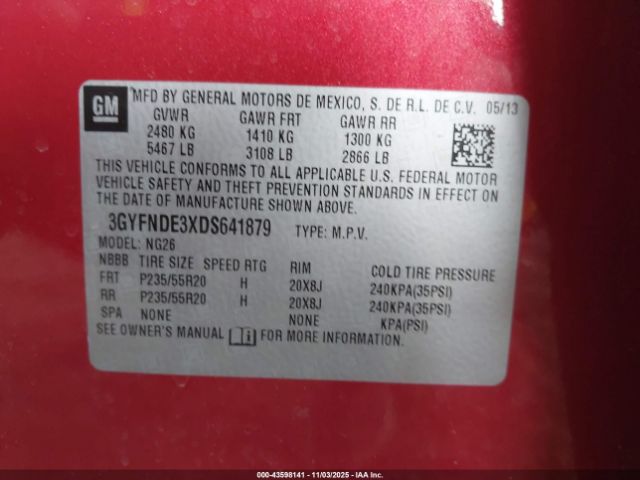 GM
MFD BY GENERAL MOTORS DE MEXICO, S. DE R.L. DE C.V. 05/13
GVWR GAWR FRT GAWR RR
2480 KG 1410 KG 1300 KG
5467 LB 3108 LB 2866 LB
THIS VEHICLE CONFORMS TO ALL APPLICABLE U.S. FEDERAL MOTOR
VEHICLE SAFETY AND THEFT PREVENTION STANDARDS IN EFFECT ON
THE DATE OF MANUFACTURE SHOWN ABOVE.
3GYFNDE3XDS641879 TYPE: M.P.V.
MODEL: NG26
NBBB TIRE SIZE SPEED RTG RIM COLD TIRE PRESSURE
FRT P235/55R20 H 20X8J 240KPA(35PSI)
RR P235/55R20 H 20X8J 240KPA(35PSI)
SPA NONE NONE KPA(PSI)
SEE OWNER'S MANUAL FOR MORE INFORMATION.
000-43598141 - 11/03/2025 - IAA Inc.